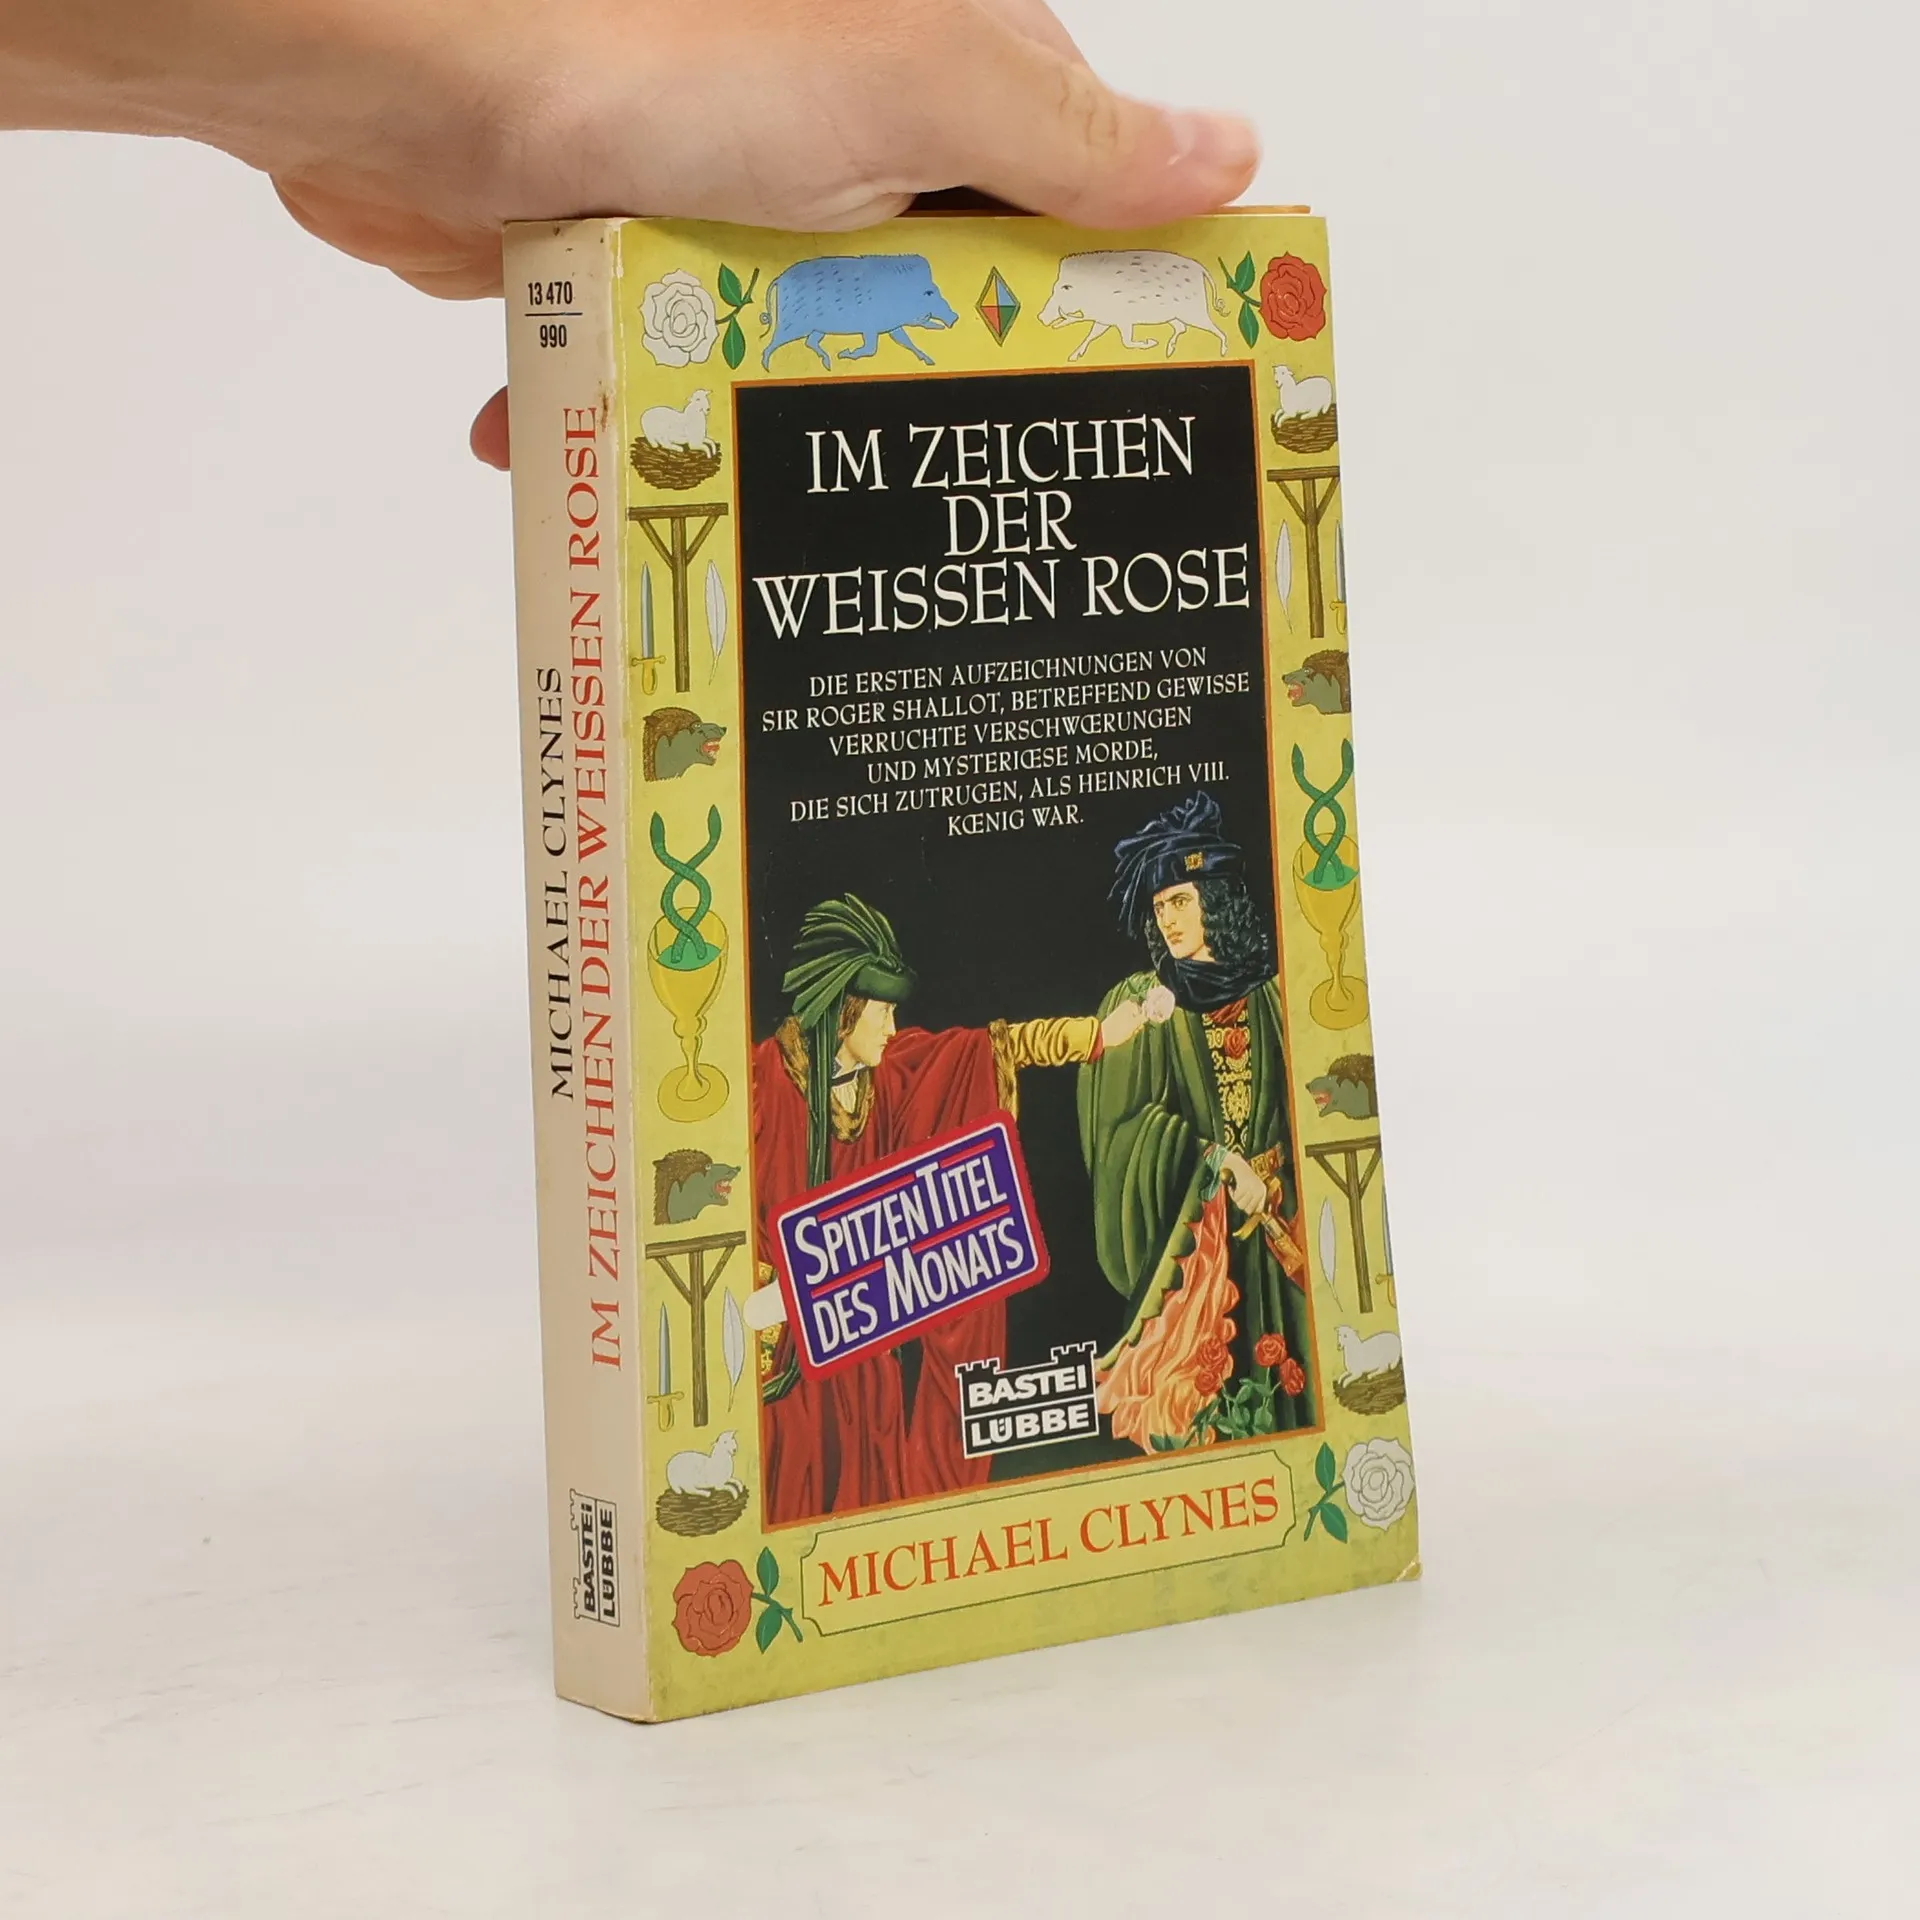 13 470
990
MICHAEL CLYNES
IM ZEICHEN DER WEISSEN ROSE
BASTEI
LÜBBE
IM ZEICHEN
DER
WEISSEN ROSE
DIE ERSTEN AUFZEICHNUNGEN VON
SIR ROGER SHALLOT, BETREFFEND GEWISSE
VERRUCHTE VERSCHWŒRUNGEN
UND MYSTERIŒSE MORDE,
DIE SICH ZUTRUGEN, ALS HEINRICH VIII.
KŒNIG WAR.
SPITZENTITEL
DES MONATS
BASTEI
LÜBBE
MICHAEL CLYNES